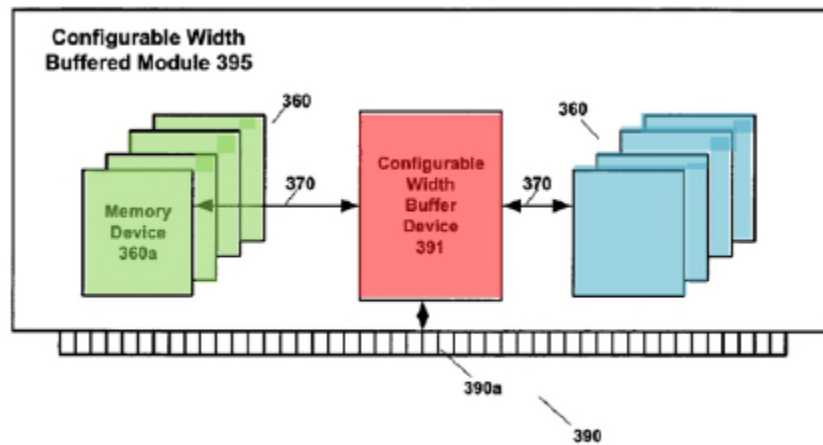 Configurable Width
Buffered Module 395
360
360
370
370
Memory
Device
360a
Configurable
Width
Buffer
Device
391
390a
390